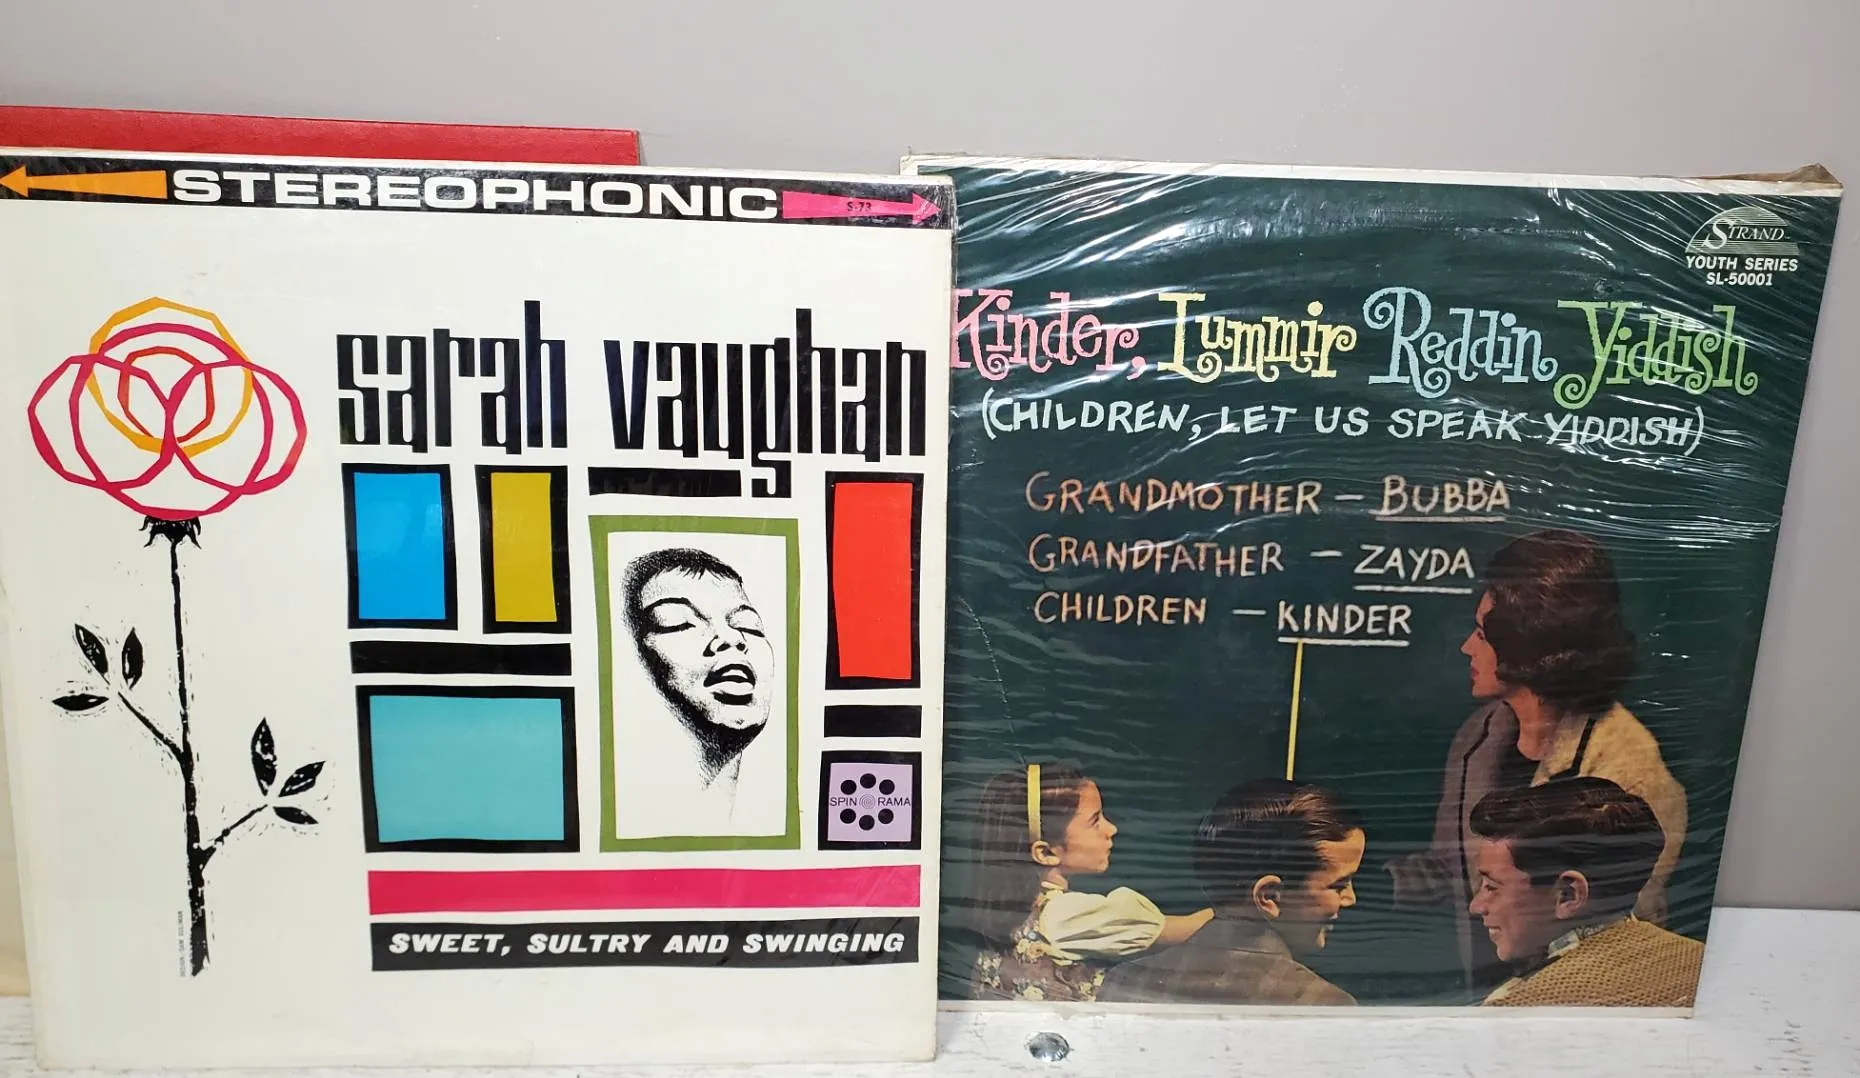 STEREOPHONIC
S-73
sarah vaughan
SPIN RAMA
SWEET, SULTRY AND SWINGING
STRAND
YOUTH SERIES
SL-50001
Kinder, Lummir Reddin Yiddish
(CHILDREN, LET US SPEAK YIDDISH)
GRANDMOTHER – BUBBA
GRANDFATHER – ZAYDA
CHILDREN – KINDER